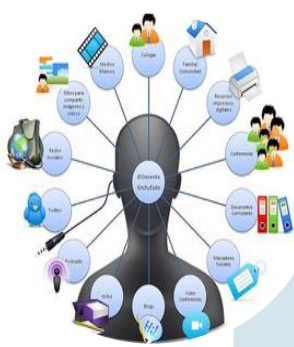 Colegas
Familia/
Comunidad
Recursos
impresos y
digitales
Conferencias
Documentos
Curriculares
Marcadores
Sociales
Video
Conferencias
Blogs
Wikis
Podcasts
Twitter
Redes
Sociales
Sitios para
compartir
imágenes y
videos
Medios
Masivos
El Docente
Enchufado